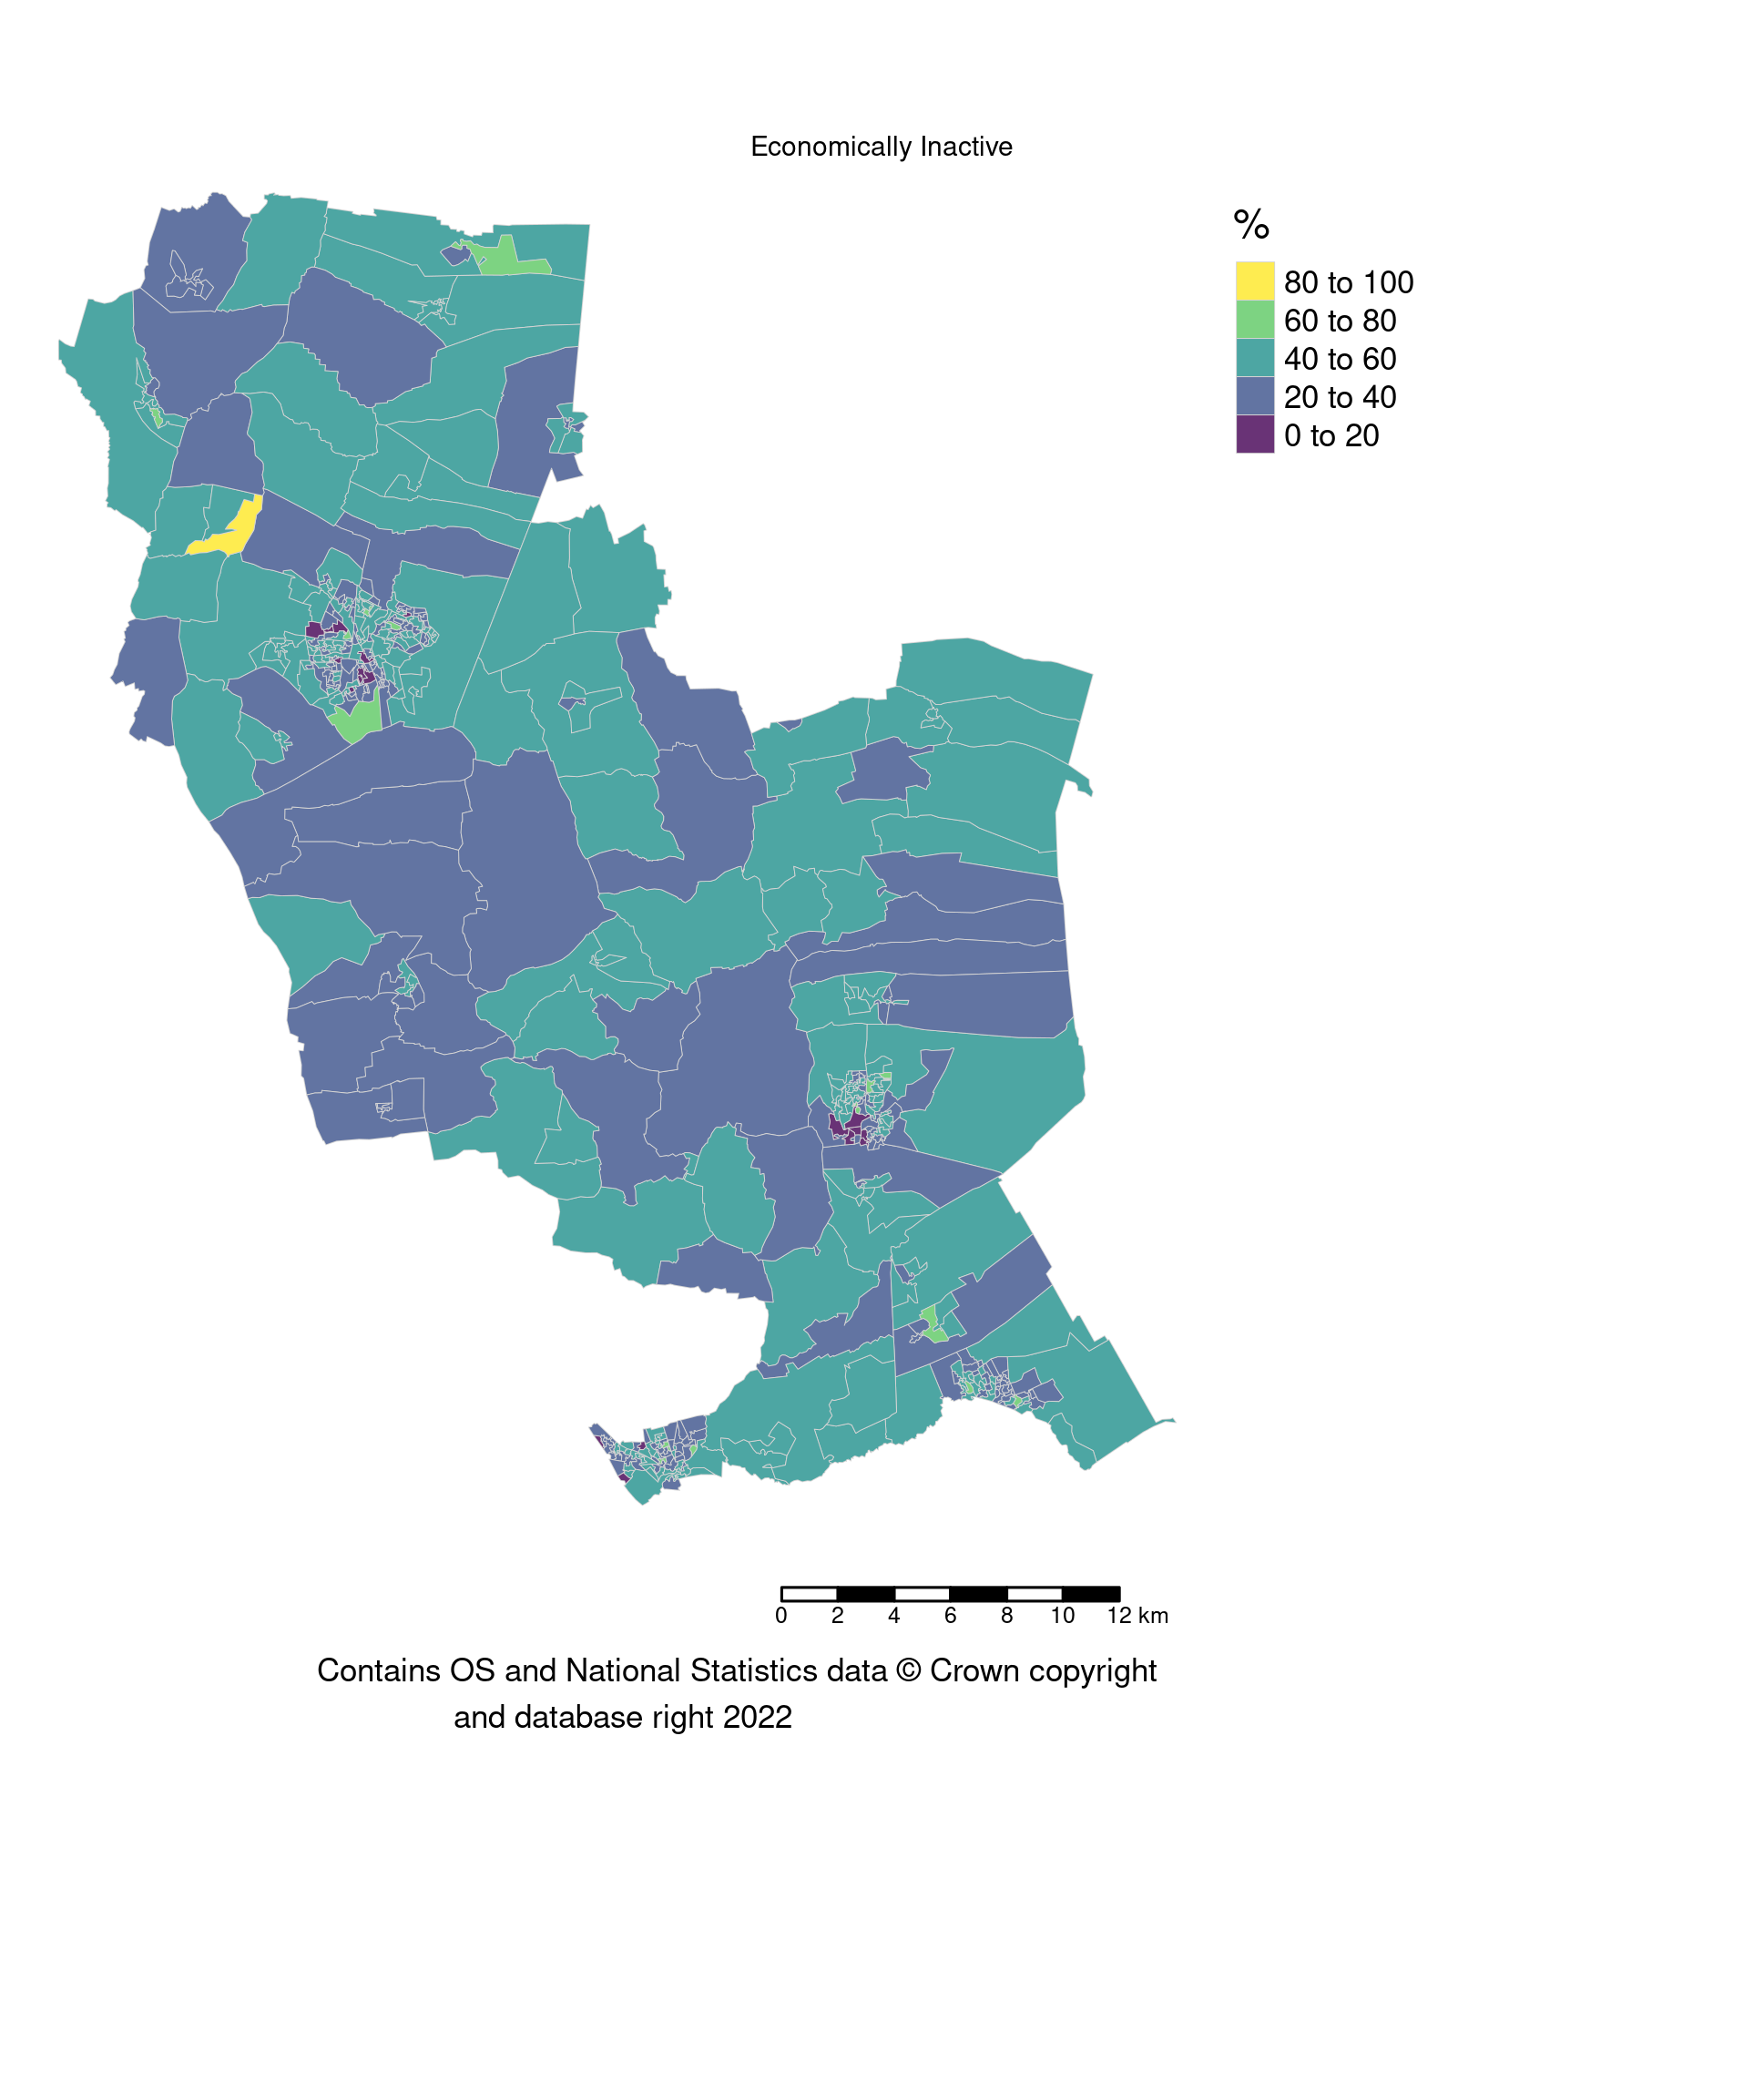 Economically Inactive
%
80 to 100
60 to 80
40 to 60
20 to 40
0 to 20
0 2 4 6 8 10 12 km
Contains OS and National Statistics data © Crown copyright
and database right 2022